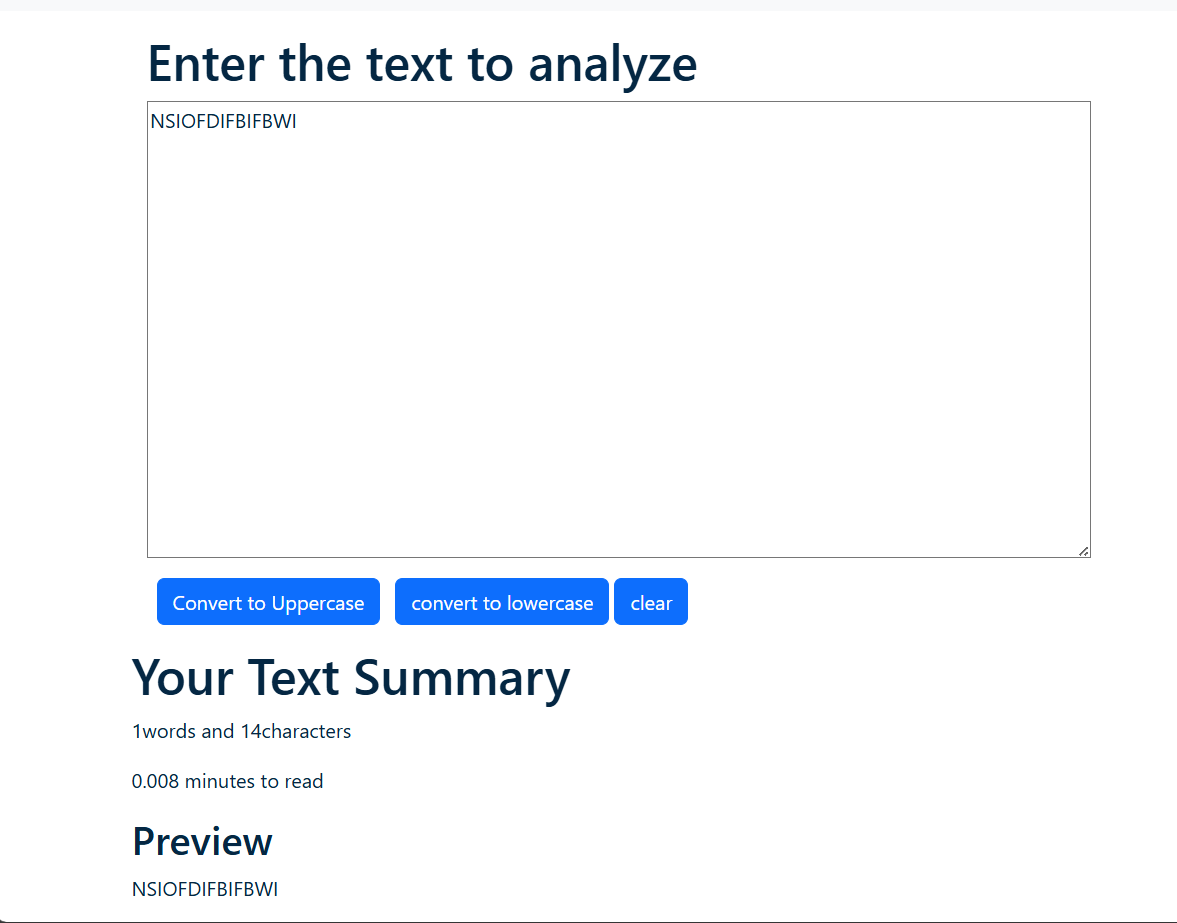 Enter the text to analyze
NSIOFDIFBIFBWI
Convert to Uppercase convert to lowercase clear
Your Text Summary
1words and 14characters
0.008 minutes to read
Preview
NSIOFDIFBIFBWI